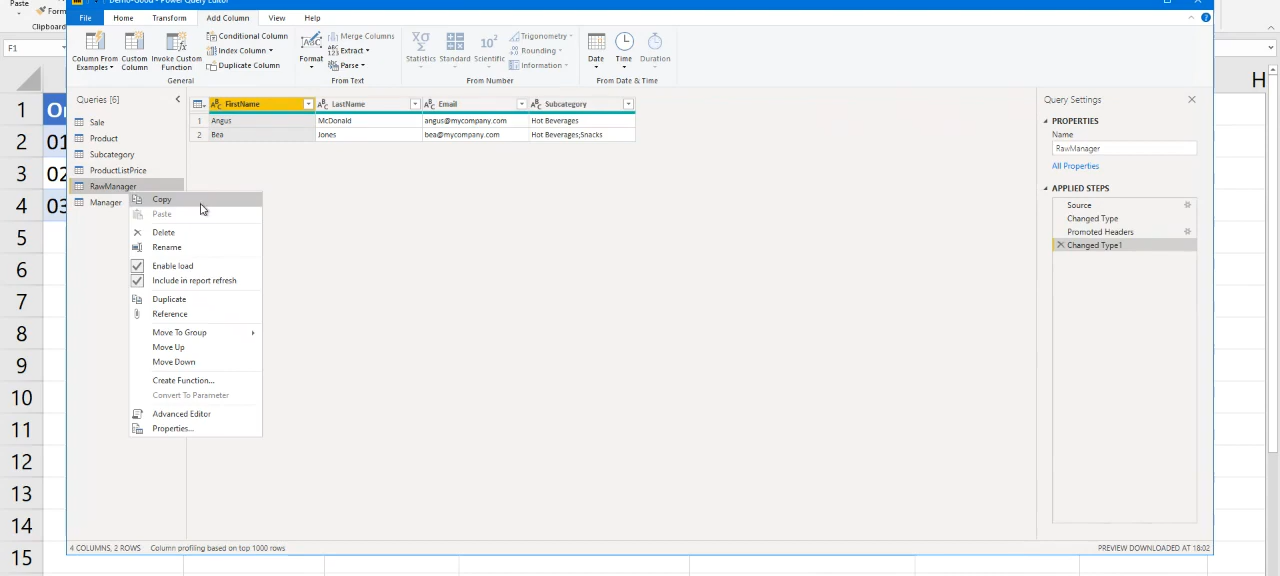 Paste
Form
Clipboard
F1
H
1
2
3
4
5
6
7
8
9
10
11
12
13
14
15
01
02
03
Demo-Good - Power Query Editor
File Home Transform Add Column View Help
Column From Examples
Custom Column
Invoke Custom Function
Conditional Column
Index Column
Duplicate Column
General
Format
Merge Columns
Extract
Parse
From Text
Statistics
Standard
Scientific
Trigonometry
Rounding
Information
From Number
Date
Time
Duration
From Date & Time
Queries [6]
Sale
Product
Subcategory
ProductListPrice
RawManager
Manager
FirstName LastName Email Subcategory
1 Angus McDonald angus@mycompany.com Hot Beverages
2 Bea Jones bea@mycompany.com Hot Beverages;Snacks
Copy
Paste
Delete
Rename
Enable load
Include in report refresh
Duplicate
Reference
Move To Group
Move Up
Move Down
Create Function...
Convert To Parameter
Advanced Editor
Properties...
Query Settings
PROPERTIES
Name
RawManager
All Properties
APPLIED STEPS
Source
Changed Type
Promoted Headers
Changed Type1
4 COLUMNS, 2 ROWS Column profiling based on top 1000 rows
PREVIEW DOWNLOADED AT 18:02